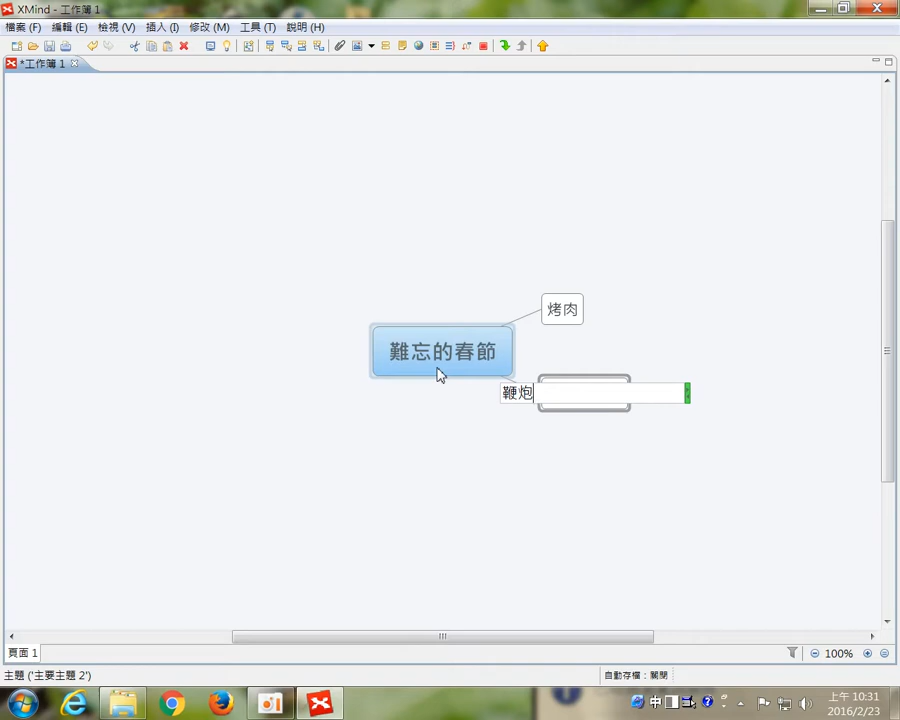 XMind - 工作簿 1
檔案 (F) 編輯 (E) 檢視 (V) 插入 (I) 修改 (M) 工具 (T) 說明 (H)
*工作簿 1
烤肉
難忘的春節
鞭炮
頁面 1
100%
主題 ('主要主題 2')
自動存檔：關閉
中
上午 10:31
2016/2/23